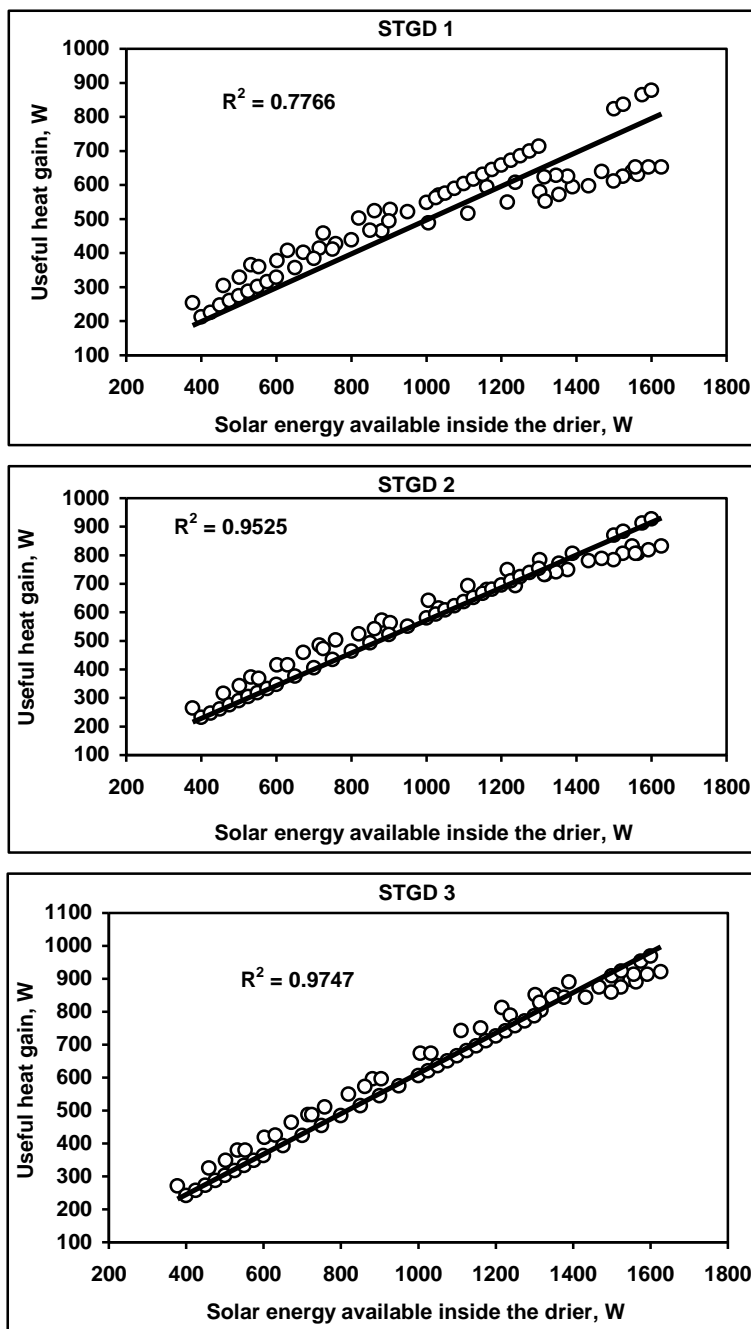 STGD 1
1000
900
800
700
600
500
400
300
200
100
R² = 0.7766
Useful heat gain, W
200 400 600 800 1000 1200 1400 1600 1800
Solar energy available inside the drier, W
STGD 2
1000
900
800
700
600
500
400
300
200
100
R² = 0.9525
Useful heat gain, W
200 400 600 800 1000 1200 1400 1600 1800
Solar energy available inside the drier, W
STGD 3
1100
1000
900
800
700
600
500
400
300
200
100
R² = 0.9747
Useful heat gain, W
200 400 600 800 1000 1200 1400 1600 1800
Solar energy available inside the drier, W